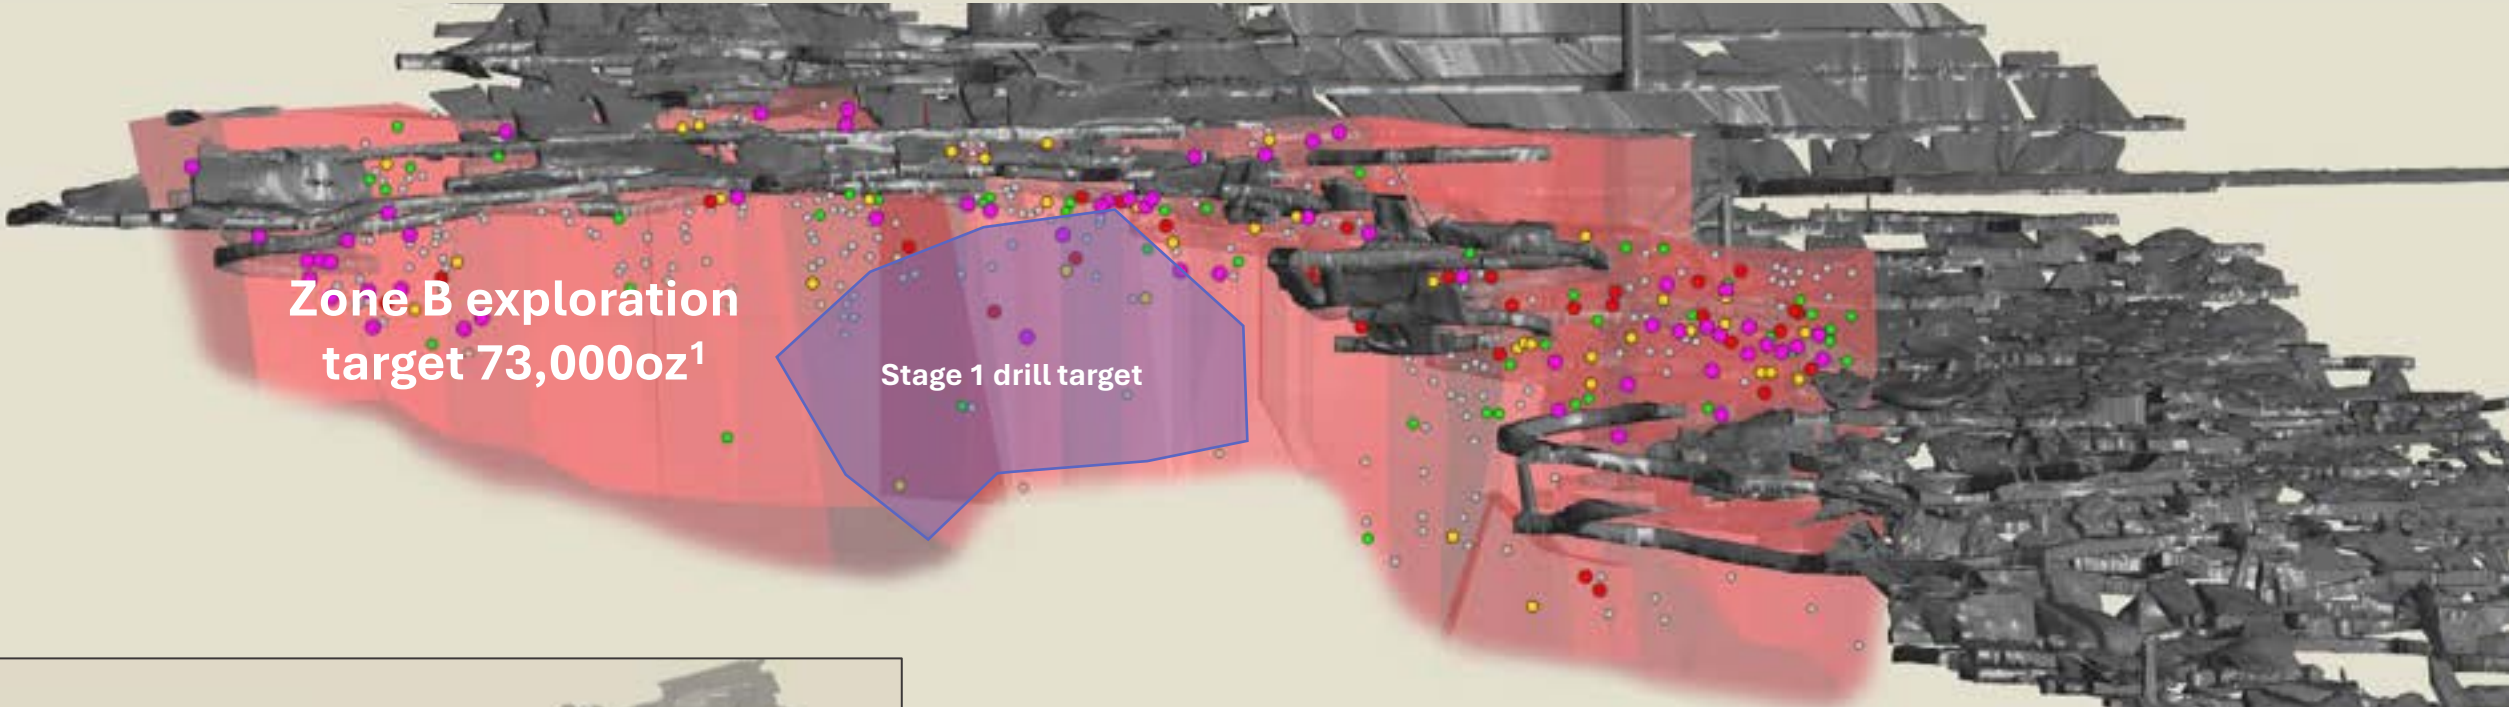 Zone B exploration
target 73,000oz¹
Stage 1 drill target